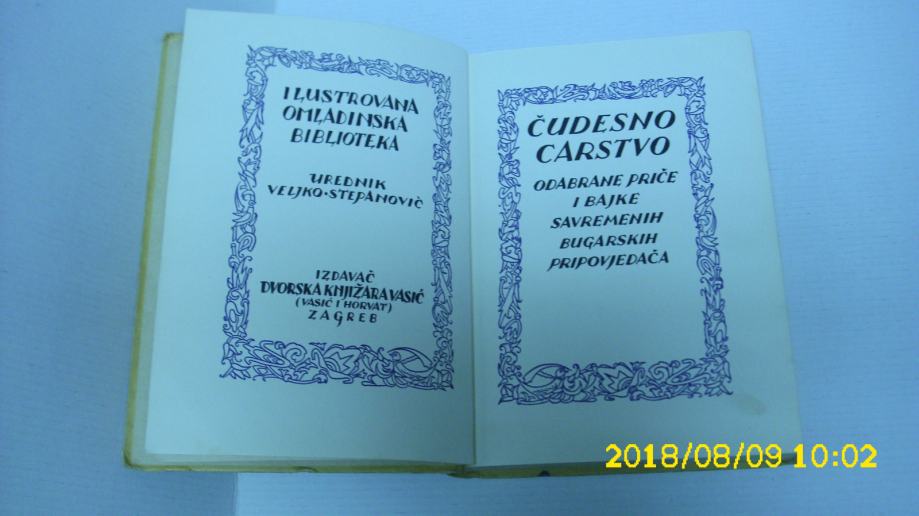 ILUSTROVANA
OMLADINSKA
BIBLIOTEKA
UREDNIK
VELJKO·STEPANOVIĆ
IZDAVAČ
DVORSKA KNJIŽARA VASIĆ
(VASIĆ I HORVAT)
ZAGREB
ČUDESNO
CARSTVO
ODABRANE PRIČE
I BAJKE
SAVREMENIH
BUGARSKIH
PRIPOVJEDAČA
2018/08/09 10:02